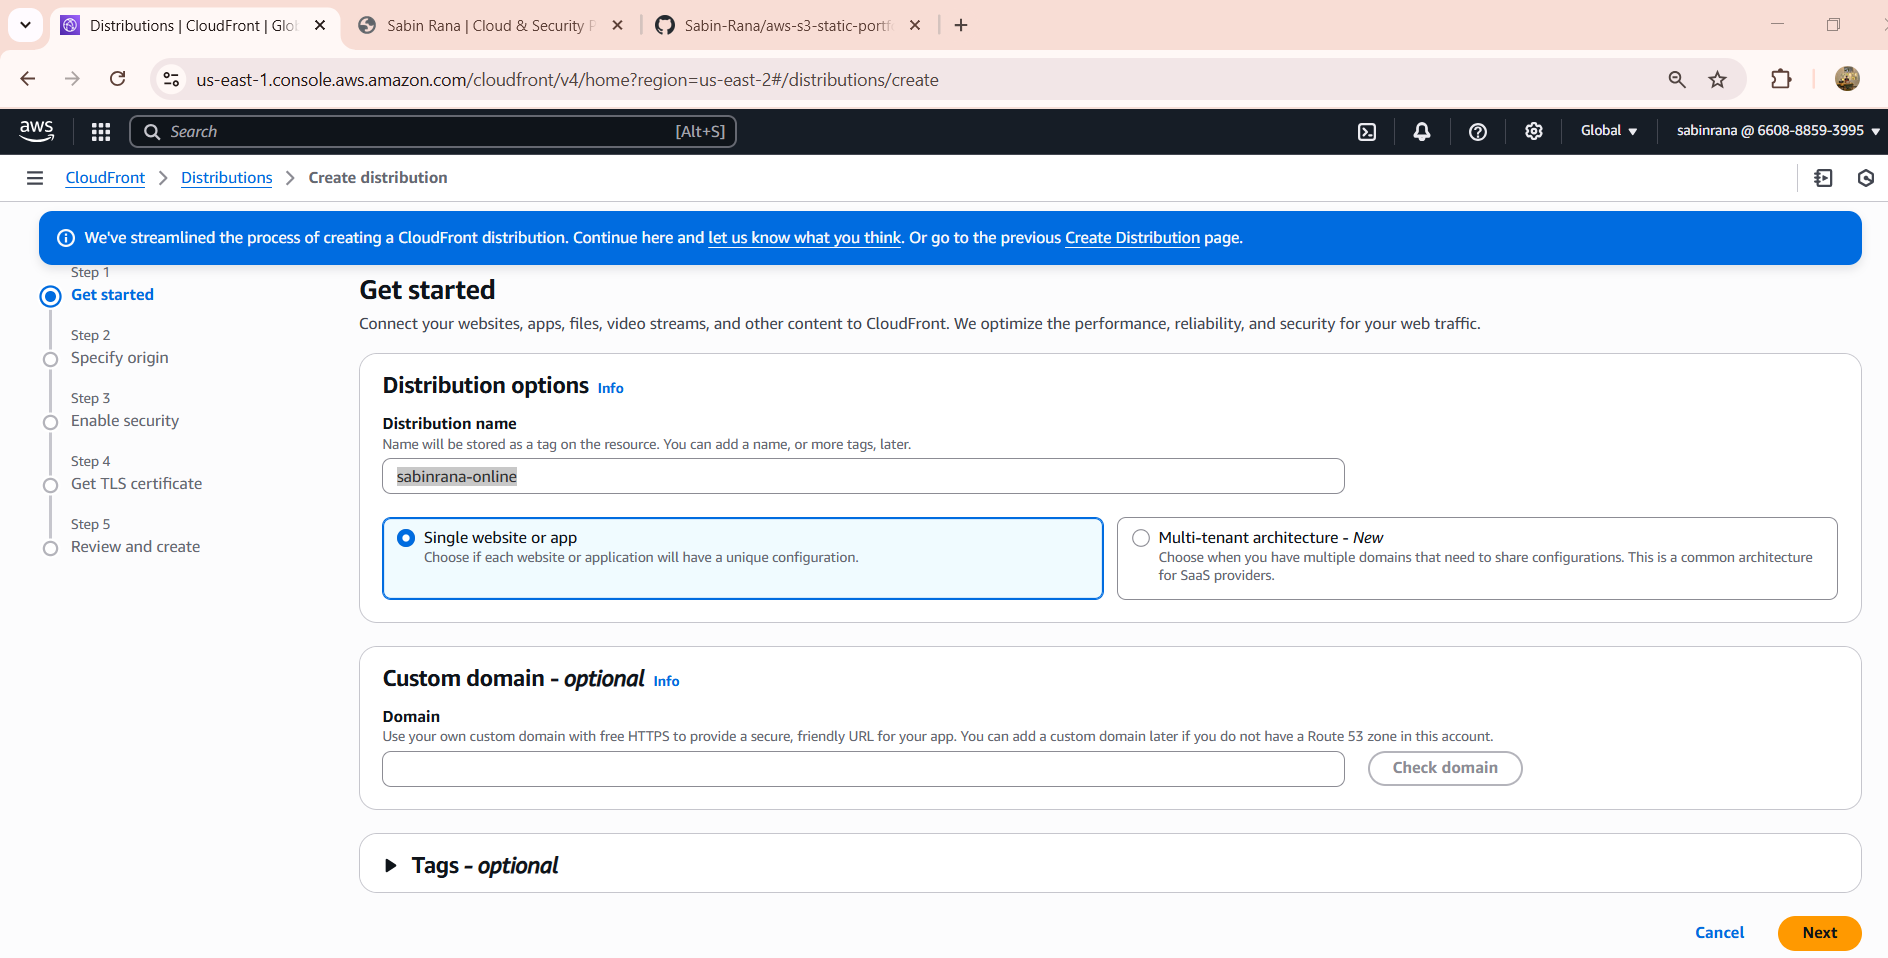 Distributions | CloudFront | Glo
Sabin Rana | Cloud & Security P
Sabin-Rana/aws-s3-static-portf
us-east-1.console.aws.amazon.com/cloudfront/v4/home?region=us-east-2#/distributions/create
aws
Search
[Alt+S]
Global
sabinrana @ 6608-8859-3995
CloudFront
Distributions
Create distribution
We've streamlined the process of creating a CloudFront distribution. Continue here and let us know what you think. Or go to the previous Create Distribution page.
Step 1
Get started
Step 2
Specify origin
Step 3
Enable security
Step 4
Get TLS certificate
Step 5
Review and create
Get started
Connect your websites, apps, files, video streams, and other content to CloudFront. We optimize the performance, reliability, and security for your web traffic.
Distribution options Info
Distribution name
Name will be stored as a tag on the resource. You can add a name, or more tags, later.
sabinrana-online
Single website or app
Choose if each website or application will have a unique configuration.
Multi-tenant architecture - New
Choose when you have multiple domains that need to share configurations. This is a common architecture
for SaaS providers.
Custom domain - optional Info
Domain
Use your own custom domain with free HTTPS to provide a secure, friendly URL for your app. You can add a custom domain later if you do not have a Route 53 zone in this account.
Check domain
Tags - optional
Cancel
Next